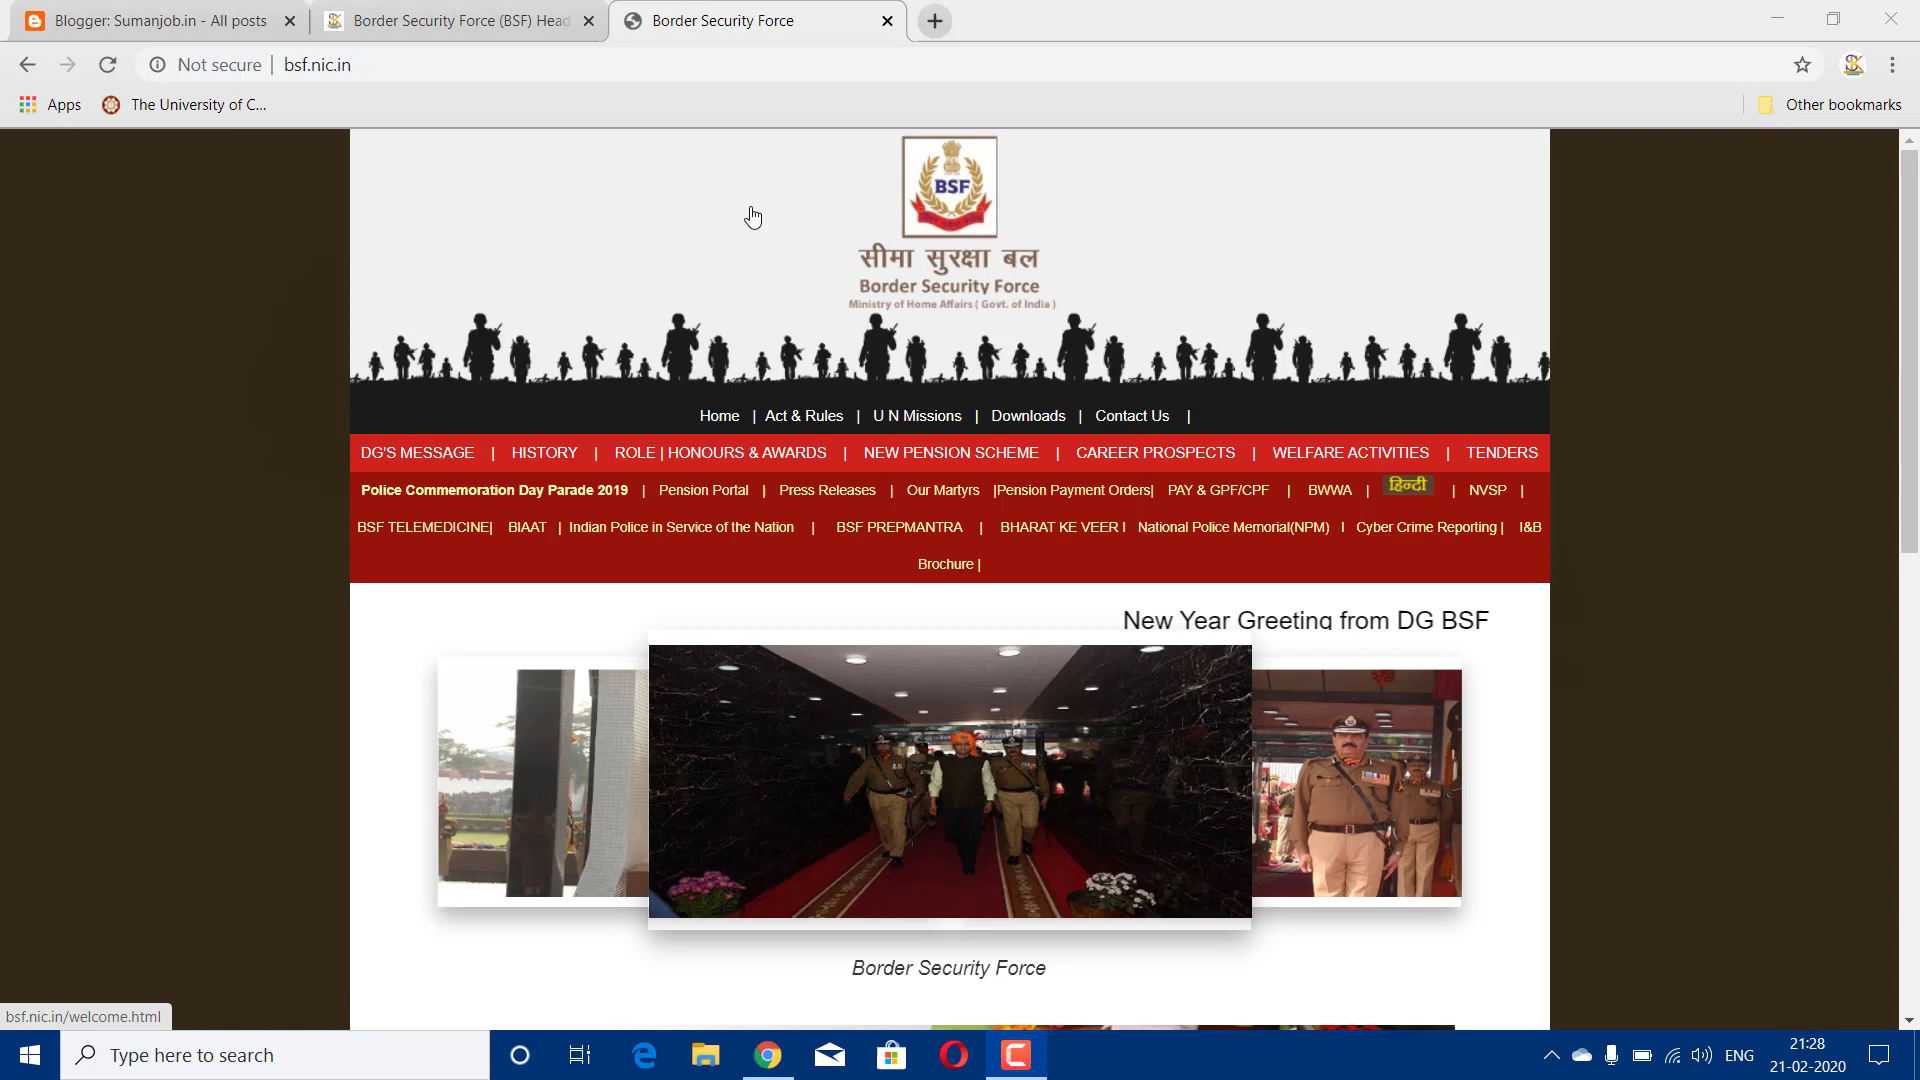 Blogger: Sumanjob.in - All posts
Border Security Force (BSF) Head
Border Security Force
Not secure | bsf.nic.in
Apps
The University of C...
Other bookmarks
BSF
सीमा सुरक्षा बल
Border Security Force
Ministry of Home Affairs ( Govt. of India )
Home | Act & Rules | U N Missions | Downloads | Contact Us |
DG'S MESSAGE | HISTORY | ROLE | HONOURS & AWARDS | NEW PENSION SCHEME | CAREER PROSPECTS | WELFARE ACTIVITIES | TENDERS
Police Commemoration Day Parade 2019 | Pension Portal | Press Releases | Our Martyrs |Pension Payment Orders| PAY & GPF/CPF | BWWA | हिन्दी | NVSP |
BSF TELEMEDICINE| BIAAT | Indian Police in Service of the Nation | BSF PREPMANTRA | BHARAT KE VEER I National Police Memorial(NPM) I Cyber Crime Reporting | I&B
Brochure |
New Year Greeting from DG BSF
Border Security Force
bsf.nic.in/welcome.html
Type here to search
ENG
21:28
21-02-2020